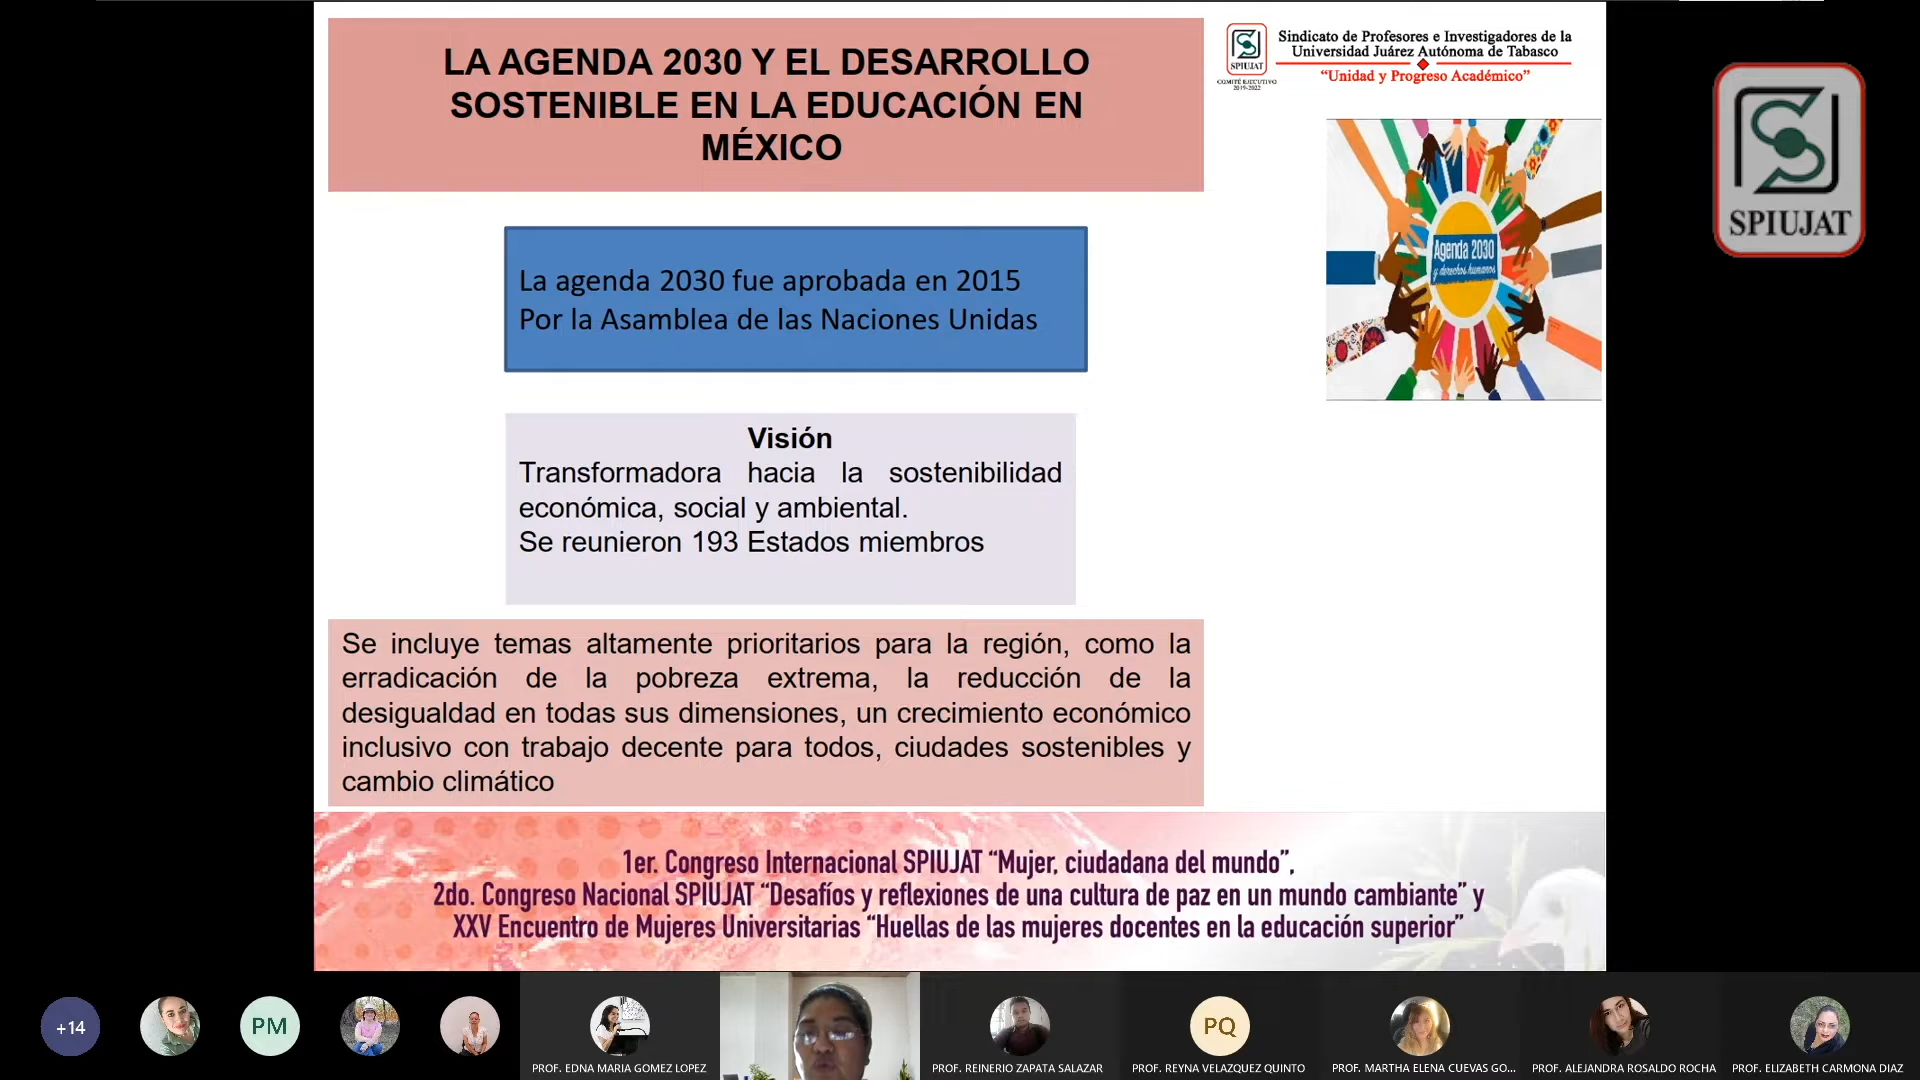 LA AGENDA 2030 Y EL DESARROLLO
SOSTENIBLE EN LA EDUCACIÓN EN
MÉXICO
SPIUJAT
COMITÉ EJECUTIVO
2019-2022
Sindicato de Profesores e Investigadores de la
Universidad Juárez Autónoma de Tabasco
“Unidad y Progreso Académico”
SPIUJAT
Agenda 2030
y derechos humanos
La agenda 2030 fue aprobada en 2015
Por la Asamblea de las Naciones Unidas
Visión
Transformadora hacia la sostenibilidad
económica, social y ambiental.
Se reunieron 193 Estados miembros
Se incluye temas altamente prioritarios para la región, como la
erradicación de la pobreza extrema, la reducción de la
desigualdad en todas sus dimensiones, un crecimiento económico
inclusivo con trabajo decente para todos, ciudades sostenibles y
cambio climático
1er. Congreso Internacional SPIUJAT “Mujer, ciudadana del mundo”,
2do. Congreso Nacional SPIUJAT “Desafíos y reflexiones de una cultura de paz en un mundo cambiante” y
XXV Encuentro de Mujeres Universitarias “Huellas de las mujeres docentes en la educación superior”
+14
PM
PQ
PROF. EDNA MARIA GOMEZ LOPEZ
PROF. REINERIO ZAPATA SALAZAR
PROF. REYNA VELAZQUEZ QUINTO
PROF. MARTHA ELENA CUEVAS GO...
PROF. ALEJANDRA ROSALDO ROCHA
PROF. ELIZABETH CARMONA DIAZ